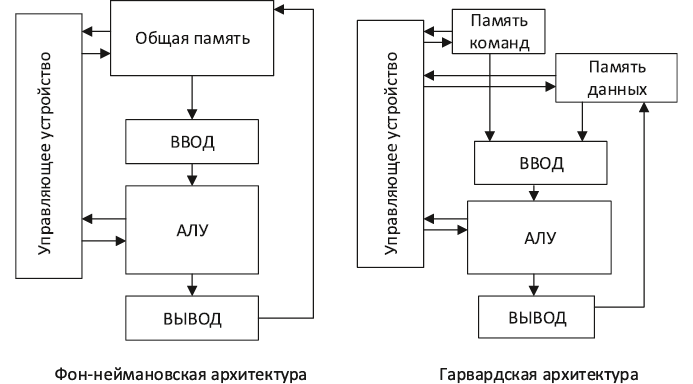 Управляющее устройство
Общая память
ВВОД
АЛУ
ВЫВОД
Фон-неймановская архитектура
Управляющее устройство
Память
команд
Память
данных
ВВОД
АЛУ
ВЫВОД
Гарвардская архитектура